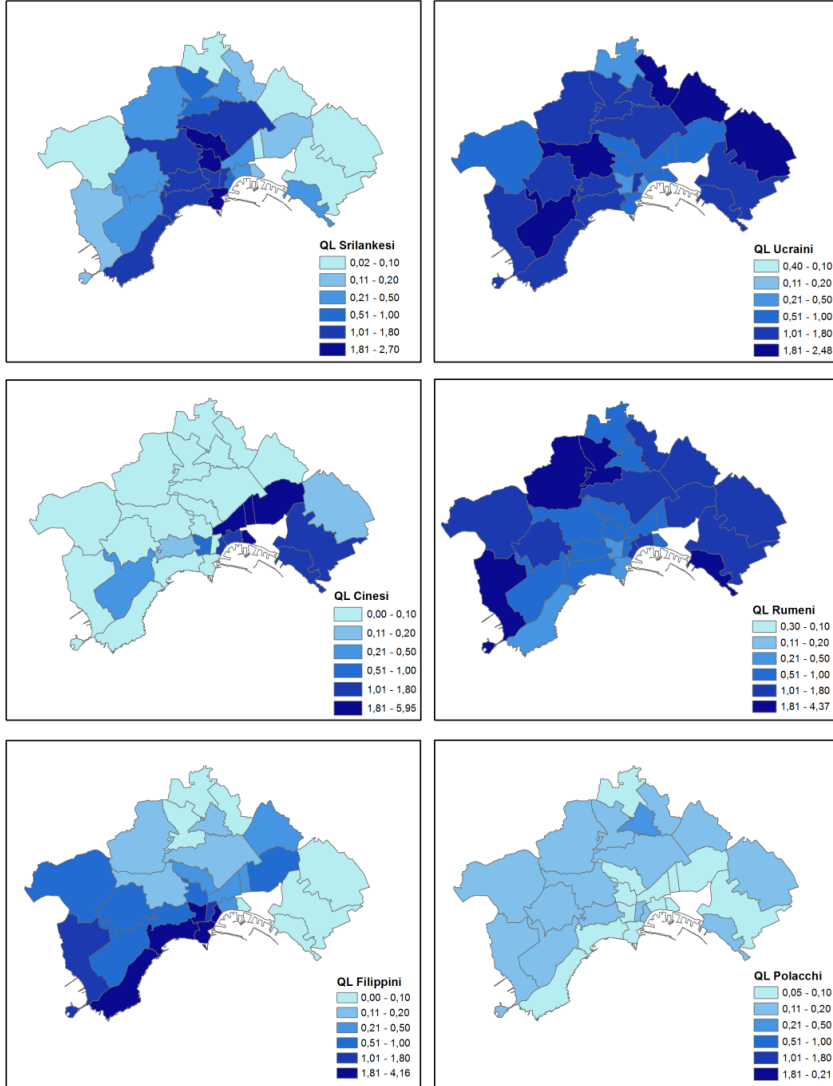 QL Srilankesi
0,02 - 0,10
0,11 - 0,20
0,21 - 0,50
0,51 - 1,00
1,01 - 1,80
1,81 - 2,70
QL Ucraini
0,40 - 0,10
0,11 - 0,20
0,21 - 0,50
0,51 - 1,00
1,01 - 1,80
1,81 - 2,48
QL Cinesi
0,00 - 0,10
0,11 - 0,20
0,21 - 0,50
0,51 - 1,00
1,01 - 1,80
1,81 - 5,95
QL Rumeni
0,30 - 0,10
0,11 - 0,20
0,21 - 0,50
0,51 - 1,00
1,01 - 1,80
1,81 - 4,37
QL Filippini
0,00 - 0,10
0,11 - 0,20
0,21 - 0,50
0,51 - 1,00
1,01 - 1,80
1,81 - 4,16
QL Polacchi
0,05 - 0,10
0,11 - 0,20
0,21 - 0,50
0,51 - 1,00
1,01 - 1,80
1,81 - 0,21